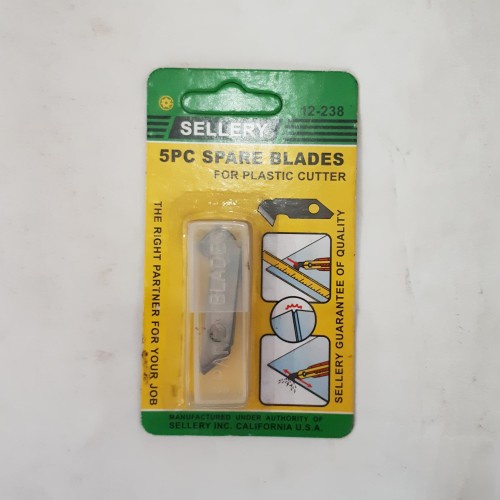 12-238
SELLERY
5PC SPARE BLADES
FOR PLASTIC CUTTER
THE RIGHT PARTNER FOR YOUR JOB
BLADE
SELLERY GUARANTEE OF QUALITY
MANUFACTURED UNDER AUTHORITY OF
SELLERY INC. CALIFORNIA U.S.A.